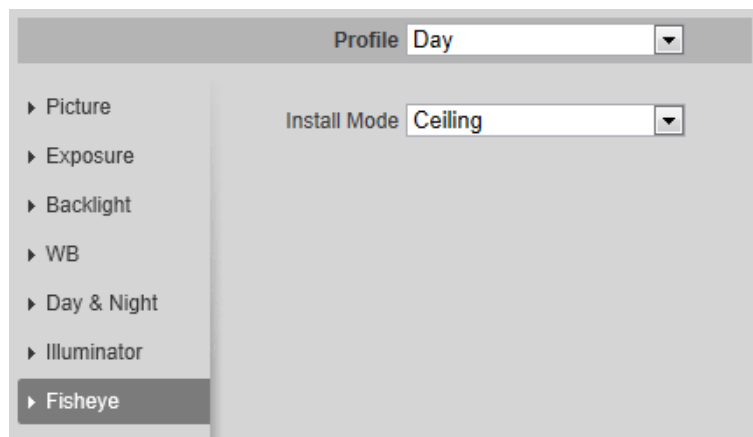 Profile Day
Picture
Install Mode Ceiling
Exposure
Backlight
WB
Day & Night
Illuminator
Fisheye